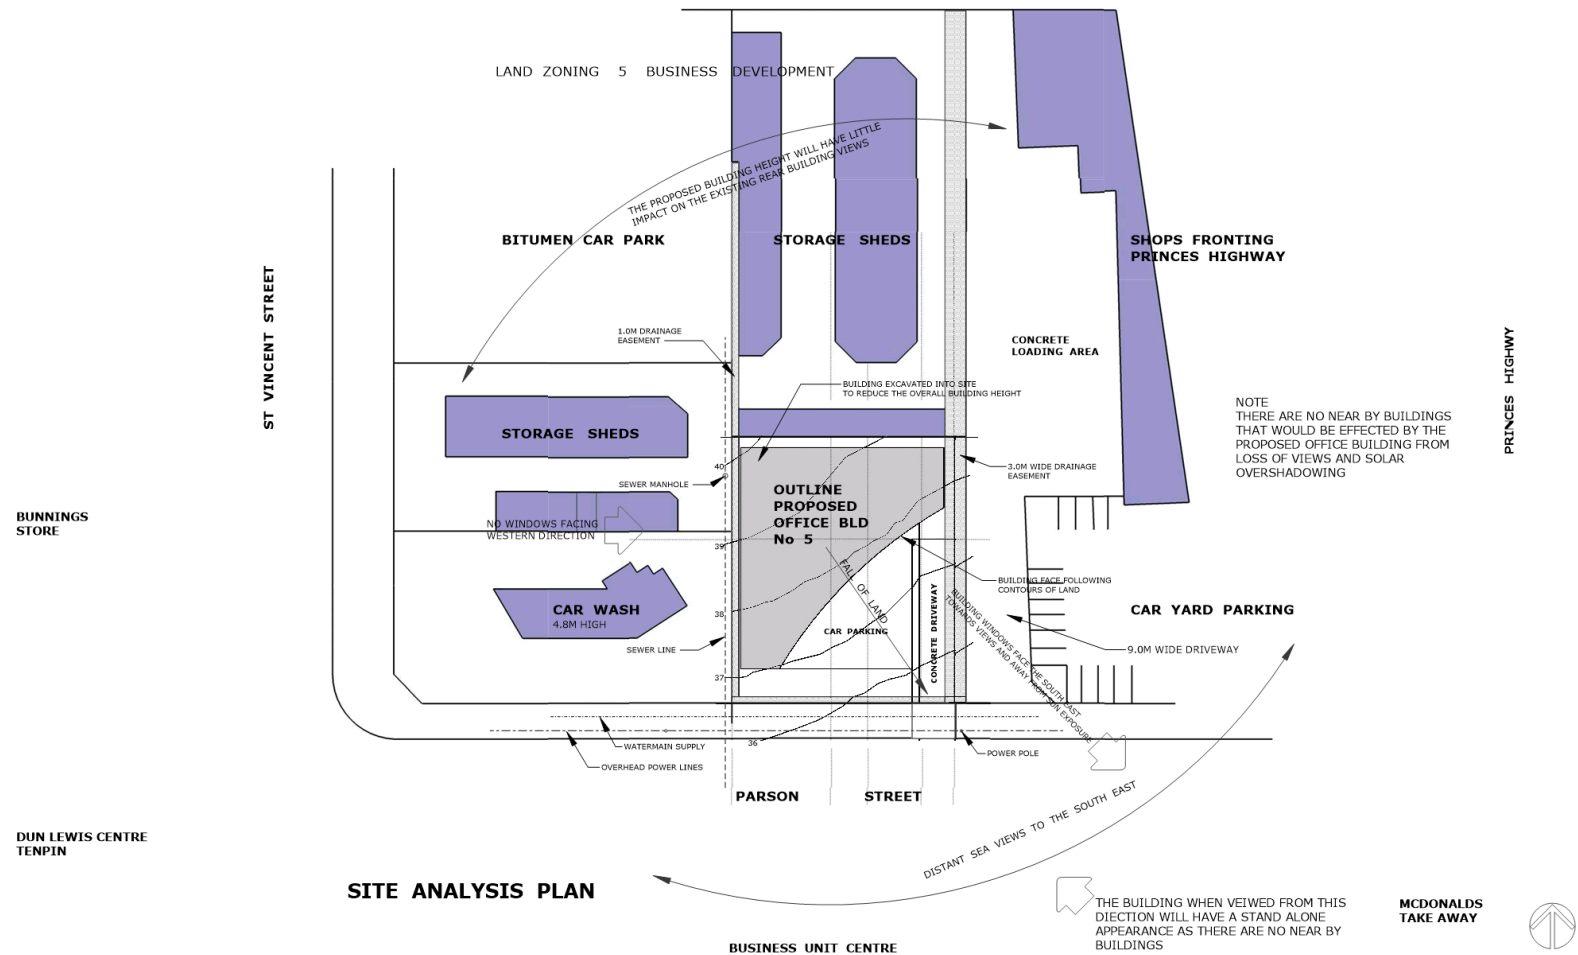 LAND ZONING 5 BUSINESS DEVELOPMENT
THE PROPOSED BUILDING HEIGHT WILL HAVE LITTLE
IMPACT ON THE EXISTING REAR BUILDING VIEWS
BITUMEN CAR PARK
STORAGE SHEDS
SHOPS FRONTING
PRINCES HIGHWAY
ST VINCENT STREET
1.0M DRAINAGE
EASEMENT
CONCRETE
LOADING AREA
PRINCES HIGHWY
BUILDING EXCAVATED INTO SITE
TO REDUCE THE OVERALL BUILDING HEIGHT
NOTE
THERE ARE NO NEAR BY BUILDINGS
THAT WOULD BE EFFECTED BY THE
PROPOSED OFFICE BUILDING FROM
LOSS OF VIEWS AND SOLAR
OVERSHADOWING
STORAGE SHEDS
40
SEWER MANHOLE
3.0M WIDE DRAINAGE
EASEMENT
OUTLINE
PROPOSED
OFFICE BLD
No 5
BUNNINGS
STORE
NO WINDOWS FACING
WESTERN DIRECTION
39
FALL OF LAND
BUILDING FACE FOLLOWING
CONTOURS OF LAND
CAR WASH
4.8M HIGH
38
CAR PARKING
CONCRETE DRIVEWAY
BUILDING WINDOWS FACE THE SOUTH EAST
TOWARDS VIEWS AND AWAY FROM SUN EXPOSURE
CAR YARD PARKING
SEWER LINE
9.0M WIDE DRIVEWAY
37
36
WATERMAIN SUPPLY
OVERHEAD POWER LINES
POWER POLE
PARSON STREET
DISTANT SEA VIEWS TO THE SOUTH EAST
DUN LEWIS CENTRE
TENPIN
SITE ANALYSIS PLAN
THE BUILDING WHEN VEIWED FROM THIS
DIECTION WILL HAVE A STAND ALONE
APPEARANCE AS THERE ARE NO NEAR BY
BUILDINGS
MCDONALDS
TAKE AWAY
BUSINESS UNIT CENTRE